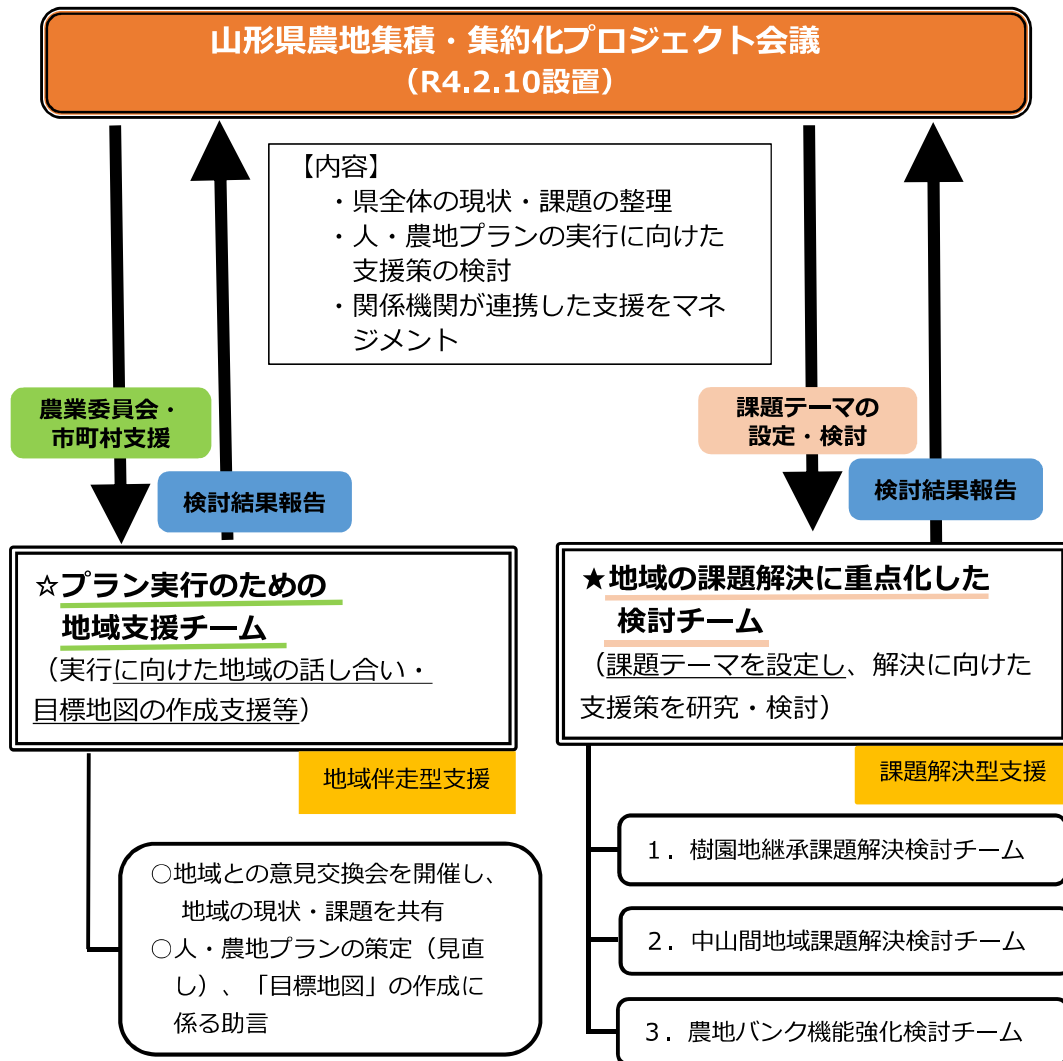 山形県農地集積・集約化プロジェクト会議
（R4.2.10設置）
【内容】
・県全体の現状・課題の整理
・人・農地プランの実行に向けた
支援策の検討
・関係機関が連携した支援をマネ
ジメント
農業委員会・
市町村支援
検討結果報告
課題テーマの
設定・検討
検討結果報告
☆プラン実行のための
地域支援チーム
（実行に向けた地域の話し合い・
目標地図の作成支援等）
地域伴走型支援
○地域との意見交換会を開催し、
地域の現状・課題を共有
○人・農地プランの策定（見直
し）、「目標地図」の作成に
係る助言
★地域の課題解決に重点化した
検討チーム
（課題テーマを設定し、解決に向けた
支援策を研究・検討）
課題解決型支援
１．樹園地継承課題解決検討チーム
２．中山間地域課題解決検討チーム
３．農地バンク機能強化検討チーム